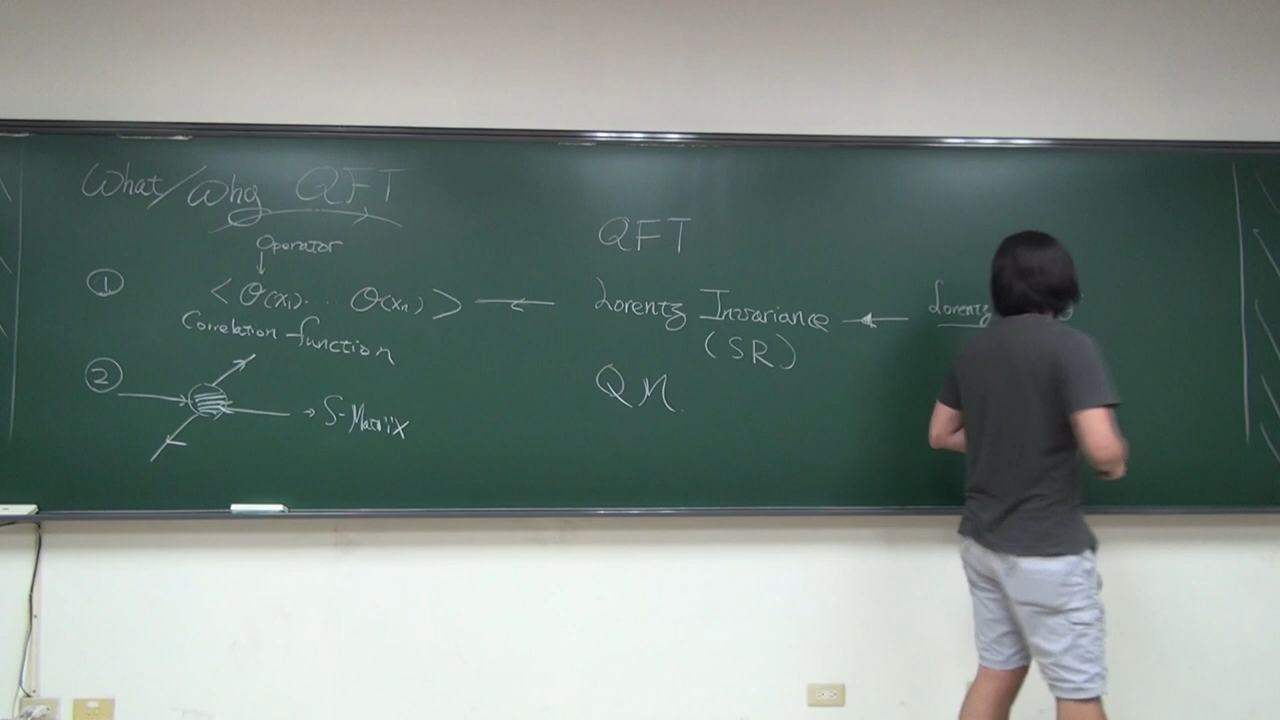 What/Why QFT
Operator
① <O(x₁). .. O(xₙ)>
Correlation function
② → S-Matrix
QFT
Lorentz Invariance
(SR)
QM.
Lorentz